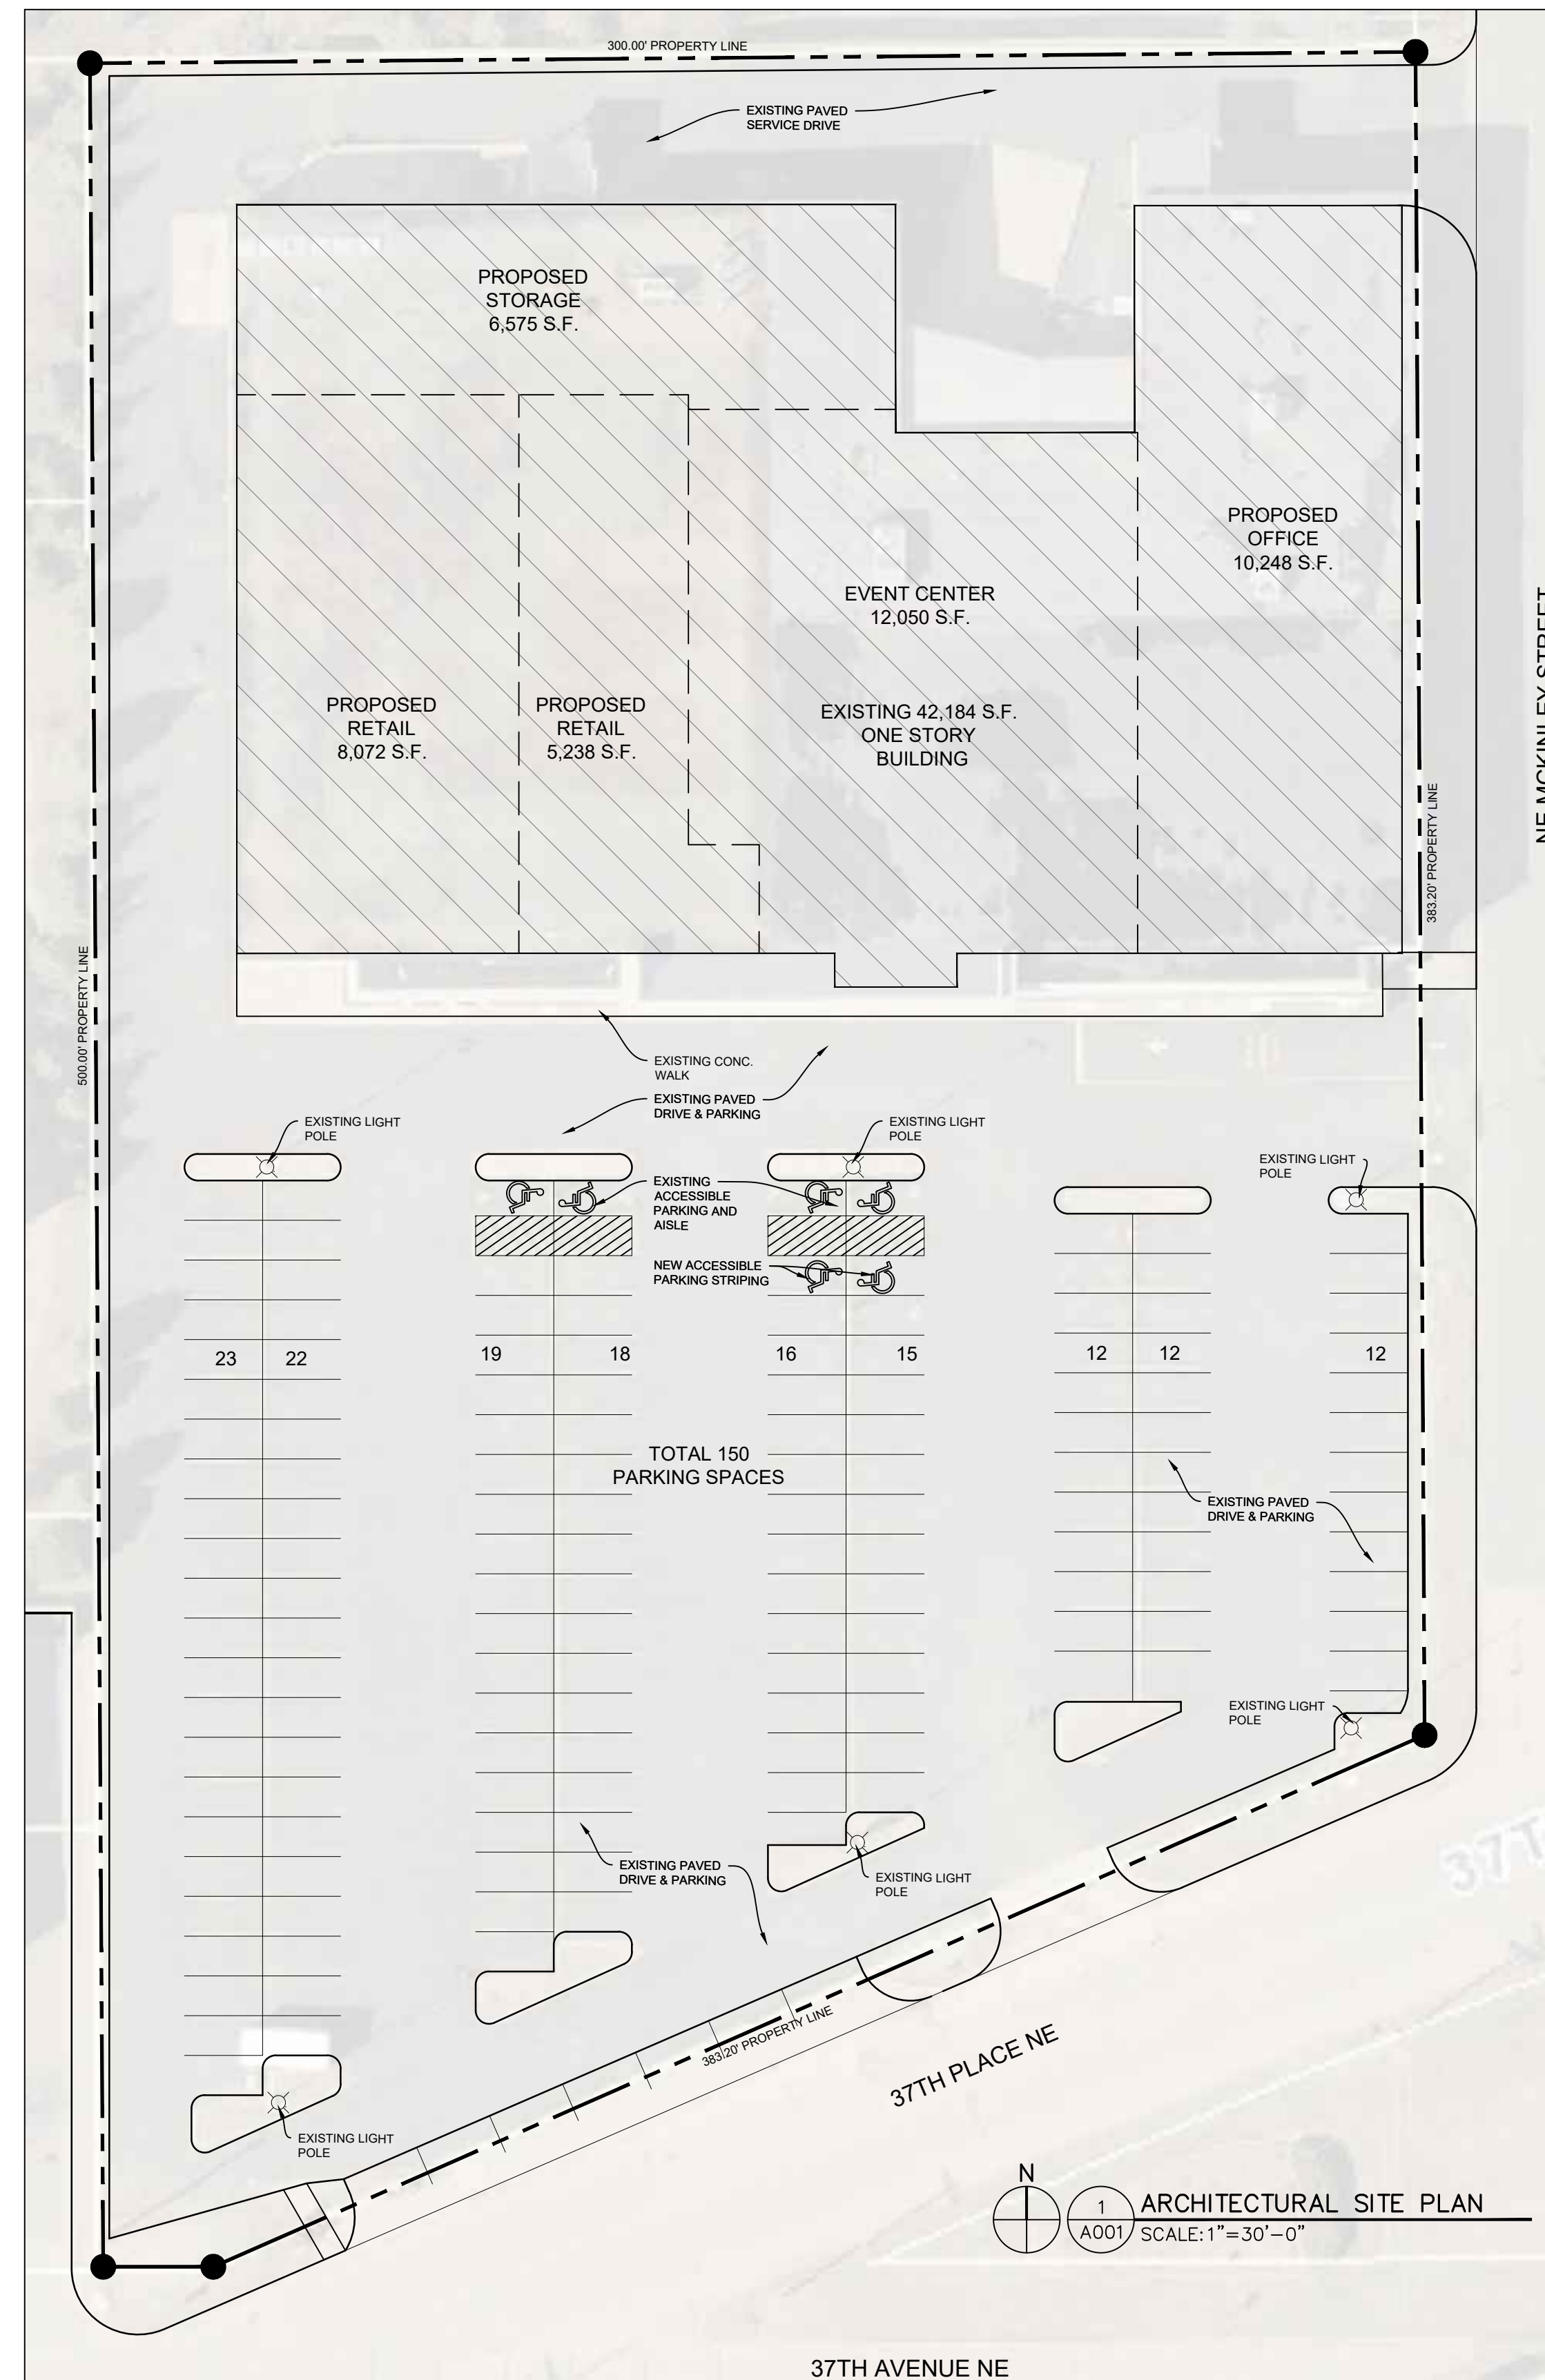 300.00' PROPERTY LINE
EXISTING PAVED
SERVICE DRIVE
PROPOSED
STORAGE
6,575 S.F.
PROPOSED
OFFICE
10,248 S.F.
EVENT CENTER
12,050 S.F.
PROPOSED
RETAIL
8,072 S.F.
PROPOSED
RETAIL
5,238 S.F.
EXISTING 42,184 S.F.
ONE STORY
BUILDING
NE MCKINLEY STREET
383.20' PROPERTY LINE
500.00' PROPERTY LINE
EXISTING CONC.
WALK
EXISTING PAVED
DRIVE & PARKING
EXISTING LIGHT
POLE
EXISTING LIGHT
POLE
EXISTING LIGHT
POLE
EXISTING
ACCESSIBLE
PARKING AND
AISLE
NEW ACCESSIBLE
PARKING STRIPING
23 22 19 18 16 15 12 12 12
TOTAL 150
PARKING SPACES
EXISTING PAVED
DRIVE & PARKING
EXISTING LIGHT
POLE
EXISTING PAVED
DRIVE & PARKING
EXISTING LIGHT
POLE
383.20' PROPERTY LINE
37TH PLACE NE
37T
EXISTING LIGHT
POLE
N
1
A001
ARCHITECTURAL SITE PLAN
SCALE: 1"=30'-0"
37TH AVENUE NE